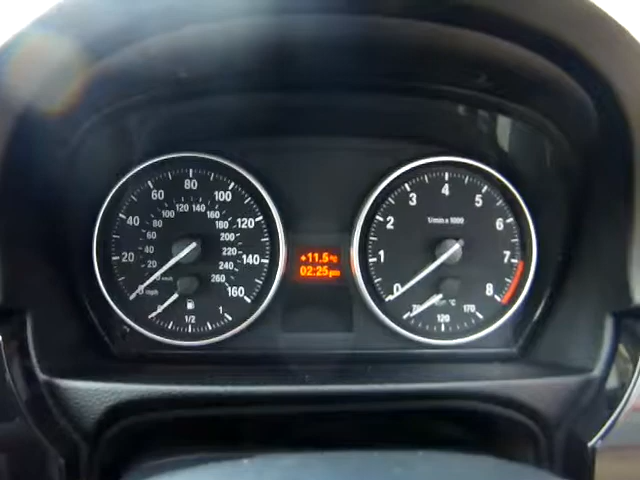 20 40 60 80 100 120 140 160
20 40 60 80 100 120 140 160 180 200 220 240 260
0 mph
1/2 1
+11.5°C
02:25pm
0 1 2 3 4 5 6 7 8
1/min x 1000
°C
120 170